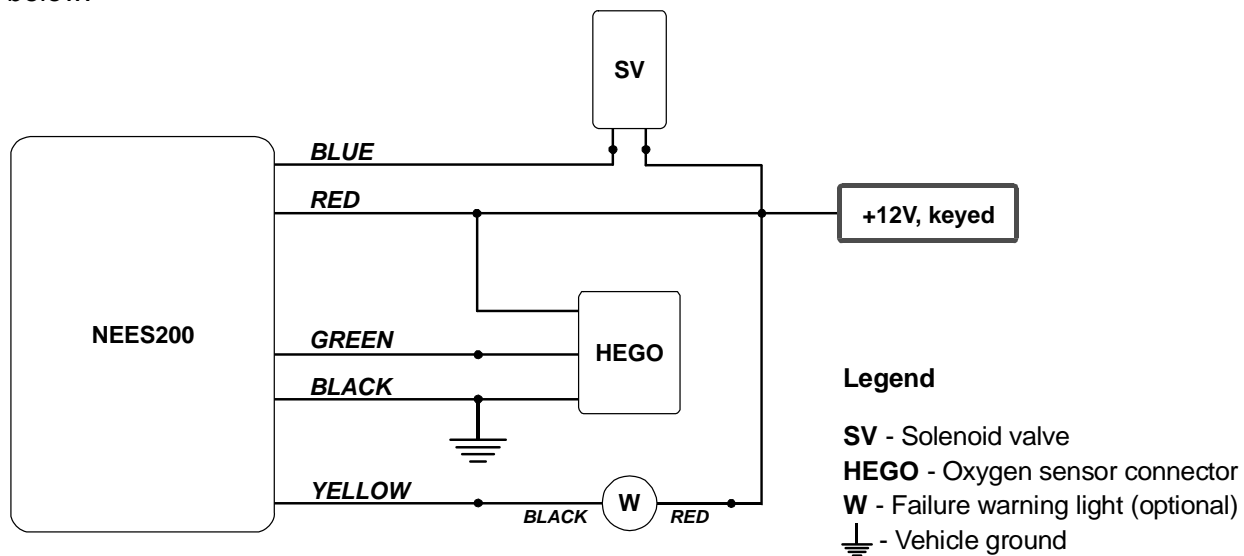 below:
SV
BLUE
RED
+12V, keyed
NEES200
GREEN
HEGO
BLACK
YELLOW
BLACK
W
RED
Legend
SV - Solenoid valve
HEGO - Oxygen sensor connector
W - Failure warning light (optional)
- Vehicle ground